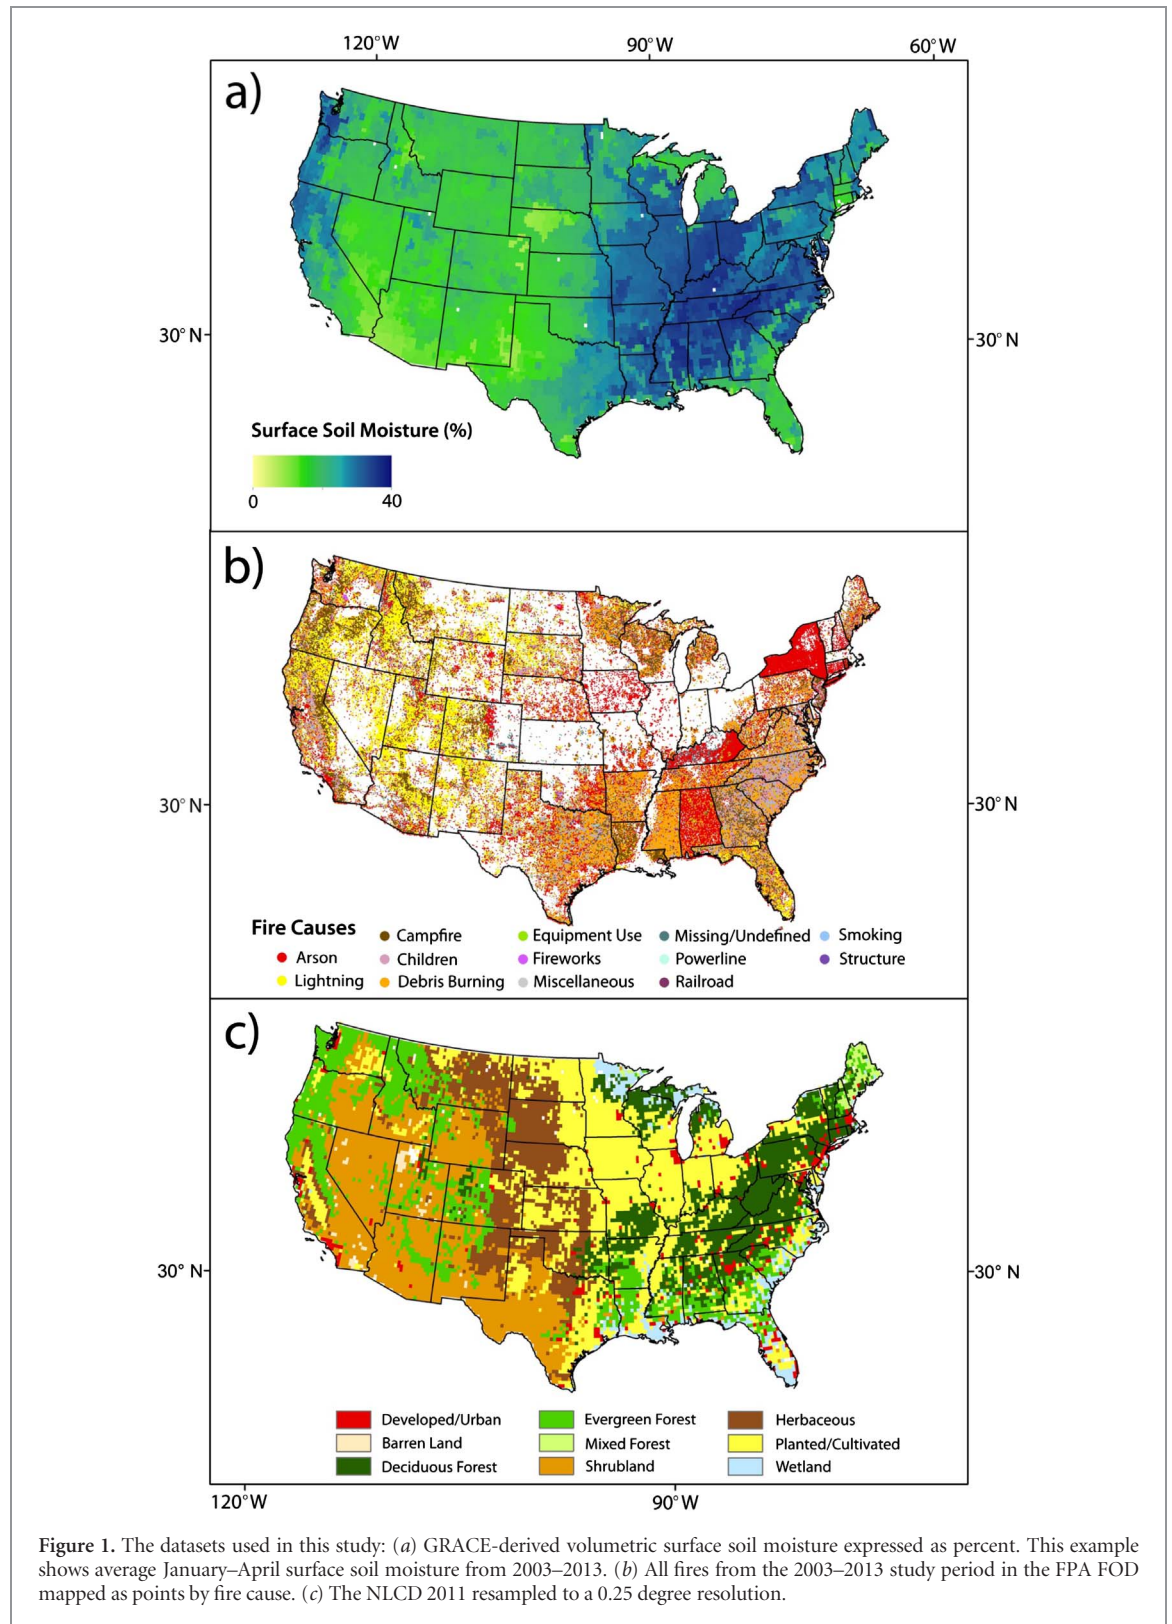 120°W 90°W 60°W
a)
30°N 30°N
Surface Soil Moisture (%)
0 40
b)
30°N 30°N
Fire Causes
Campfire Equipment Use Missing/Undefined Smoking
Arson Children Fireworks Powerline Structure
Lightning Debris Burning Miscellaneous Railroad
c)
30°N 30°N
Developed/Urban Evergreen Forest Herbaceous
Barren Land Mixed Forest Planted/Cultivated
Deciduous Forest Shrubland Wetland
120°W 90°W
Figure 1. The datasets used in this study: (a) GRACE-derived volumetric surface soil moisture expressed as percent. This example
shows average January–April surface soil moisture from 2003–2013. (b) All fires from the 2003–2013 study period in the FPA FOD
mapped as points by fire cause. (c) The NLCD 2011 resampled to a 0.25 degree resolution.